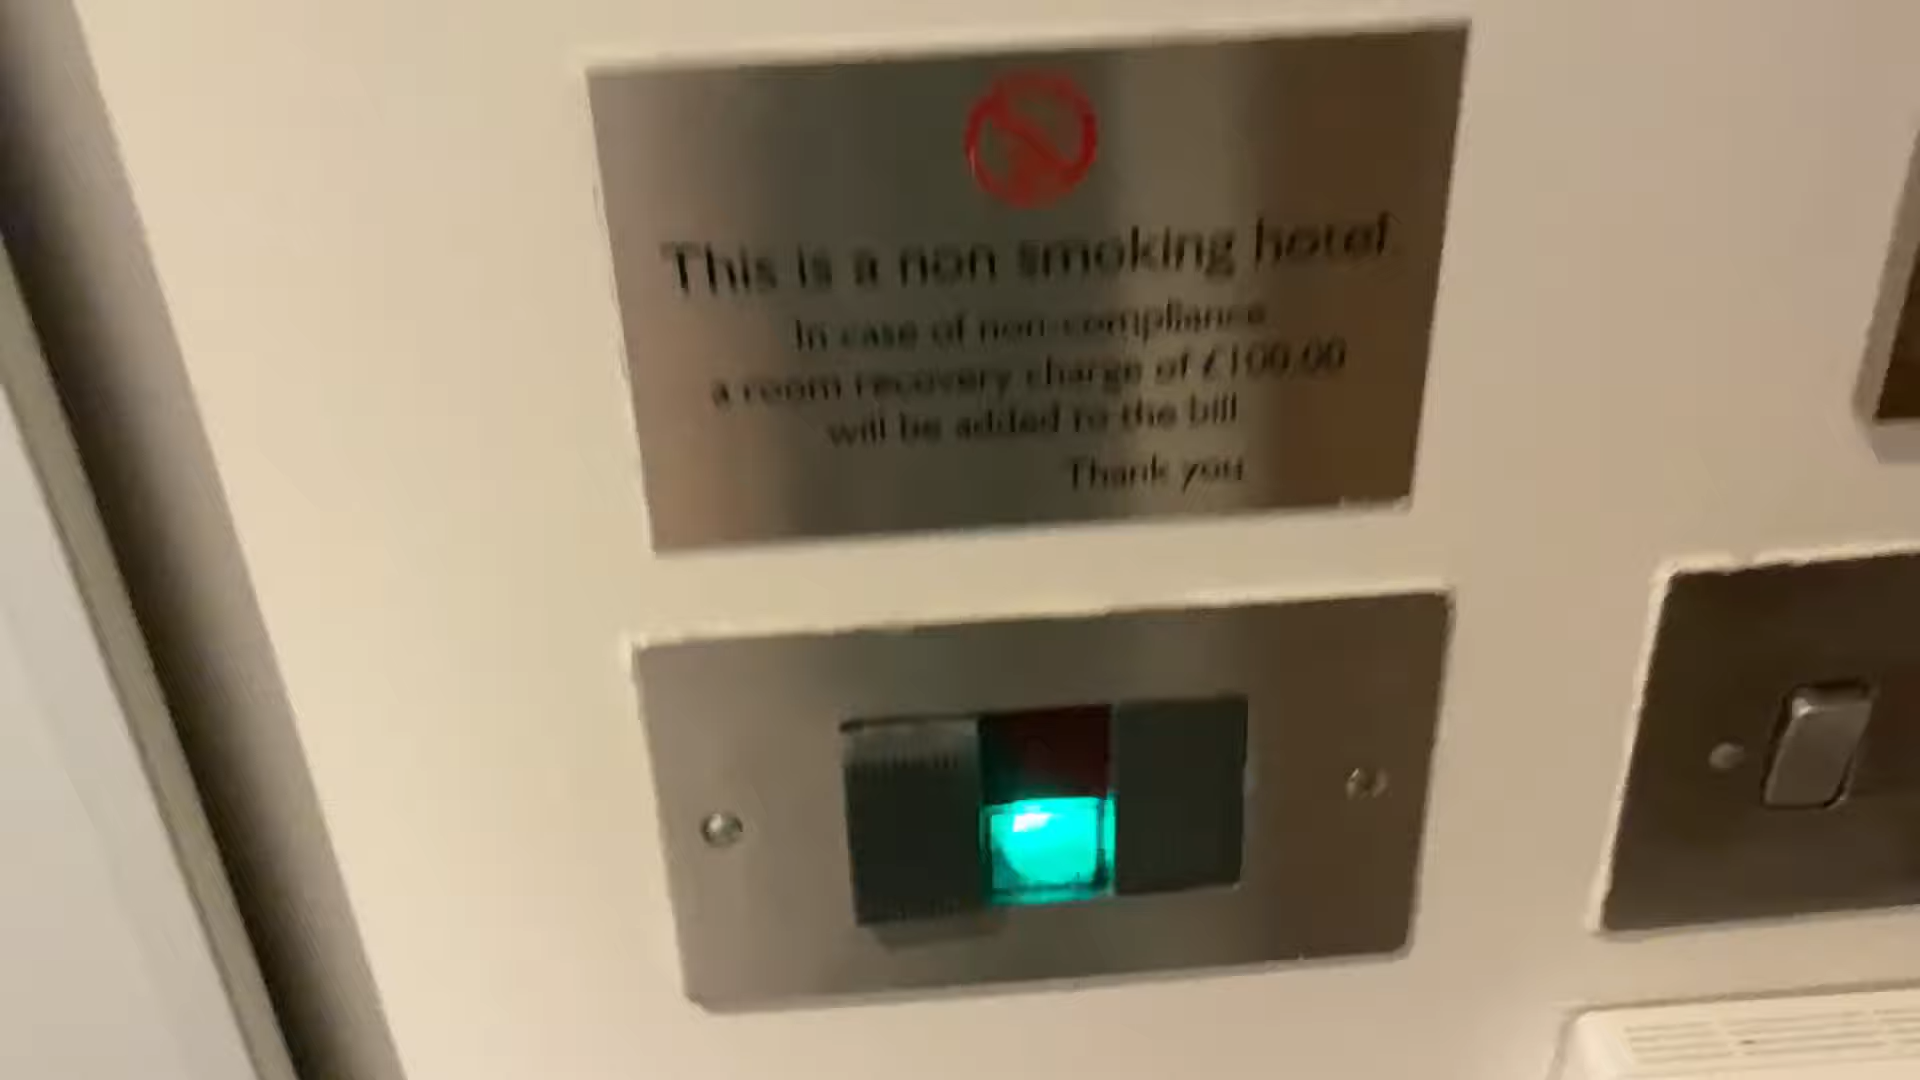 This is a non smoking hotel
In case of non-compliance
a room recovery charge of £100.00
will be added to the bill
Thank you